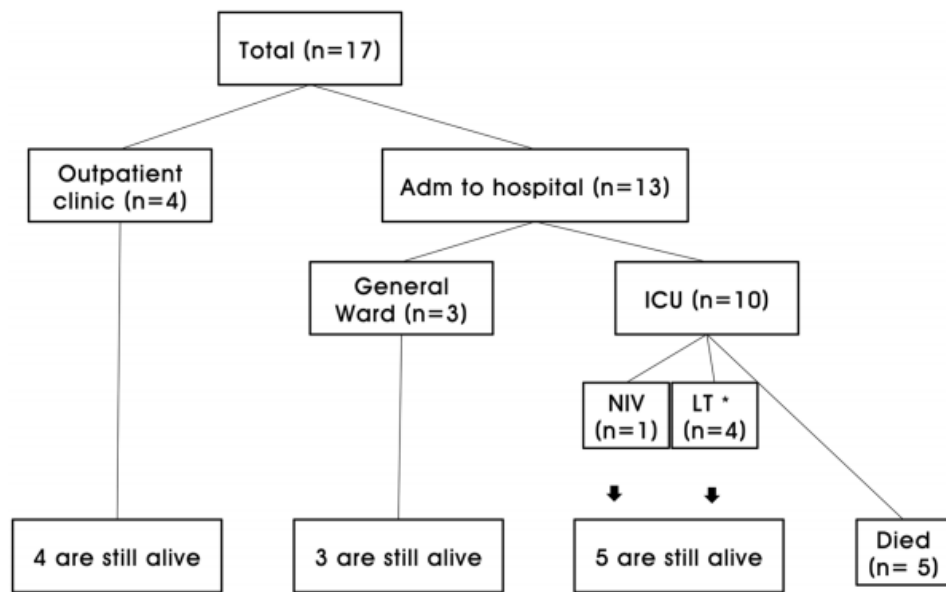 Total (n=17)
Outpatient
clinic (n=4)
Adm to hospital (n=13)
General
Ward (n=3)
ICU (n=10)
NIV
(n=1)
LT *
(n=4)
4 are still alive
3 are still alive
5 are still alive
Died
(n= 5)